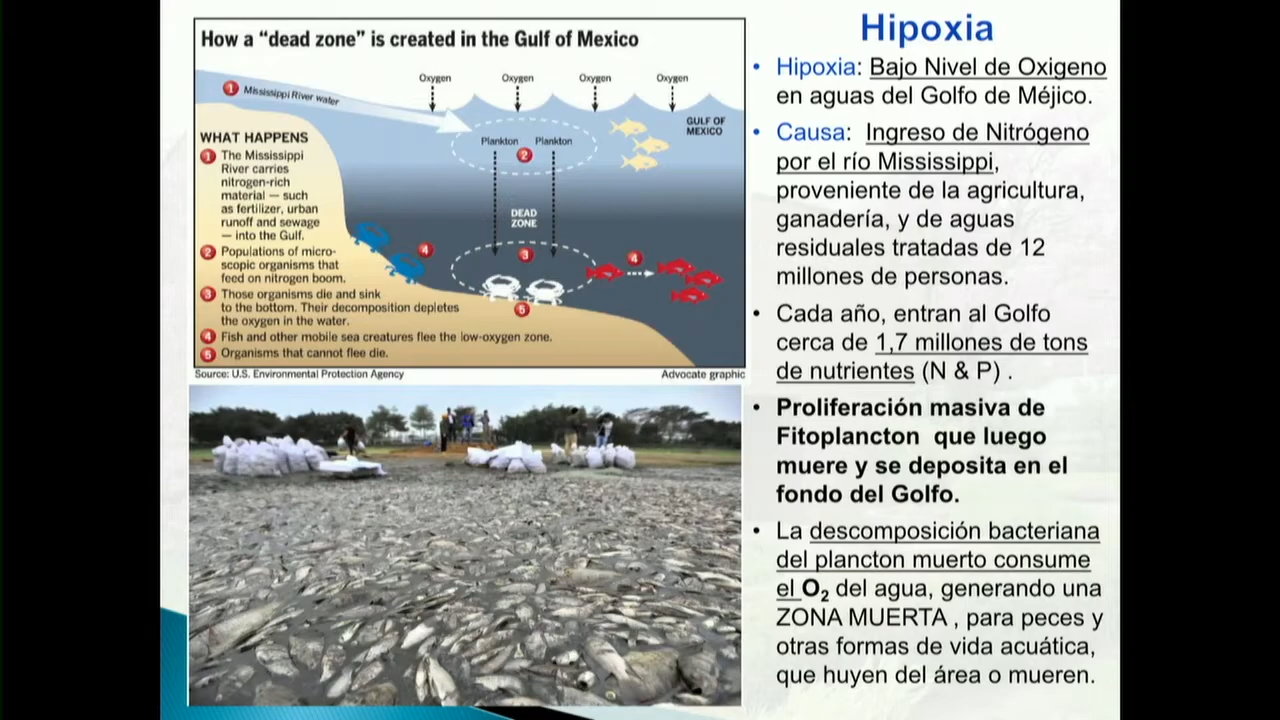 How a “dead zone” is created in the Gulf of Mexico
Oxygen Oxygen Oxygen Oxygen
1 Mississippi River water
GULF OF
MEXICO
Plankton Plankton
2
DEAD
ZONE
4
3
4
5
WHAT HAPPENS
1 The Mississippi
River carries
nitrogen-rich
material — such
as fertilizer, urban
runoff and sewage
— into the Gulf.
2 Populations of micro-
scopic organisms that
feed on nitrogen boom.
3 Those organisms die and sink
to the bottom. Their decomposition depletes
the oxygen in the water.
4 Fish and other mobile sea creatures flee the low-oxygen zone.
5 Organisms that cannot flee die.
Source: U.S. Environmental Protection Agency
Advocate graphic
Hipoxia
• Hipoxia: Bajo Nivel de Oxigeno
en aguas del Golfo de Méjico.
• Causa: Ingreso de Nitrógeno
por el río Mississippi,
proveniente de la agricultura,
ganadería, y de aguas
residuales tratadas de 12
millones de personas.
• Cada año, entran al Golfo
cerca de 1,7 millones de tons
de nutrientes (N & P) .
• Proliferación masiva de
Fitoplancton que luego
muere y se deposita en el
fondo del Golfo.
• La descomposición bacteriana
del plancton muerto consume
el O₂ del agua, generando una
ZONA MUERTA , para peces y
otras formas de vida acuática,
que huyen del área o mueren.